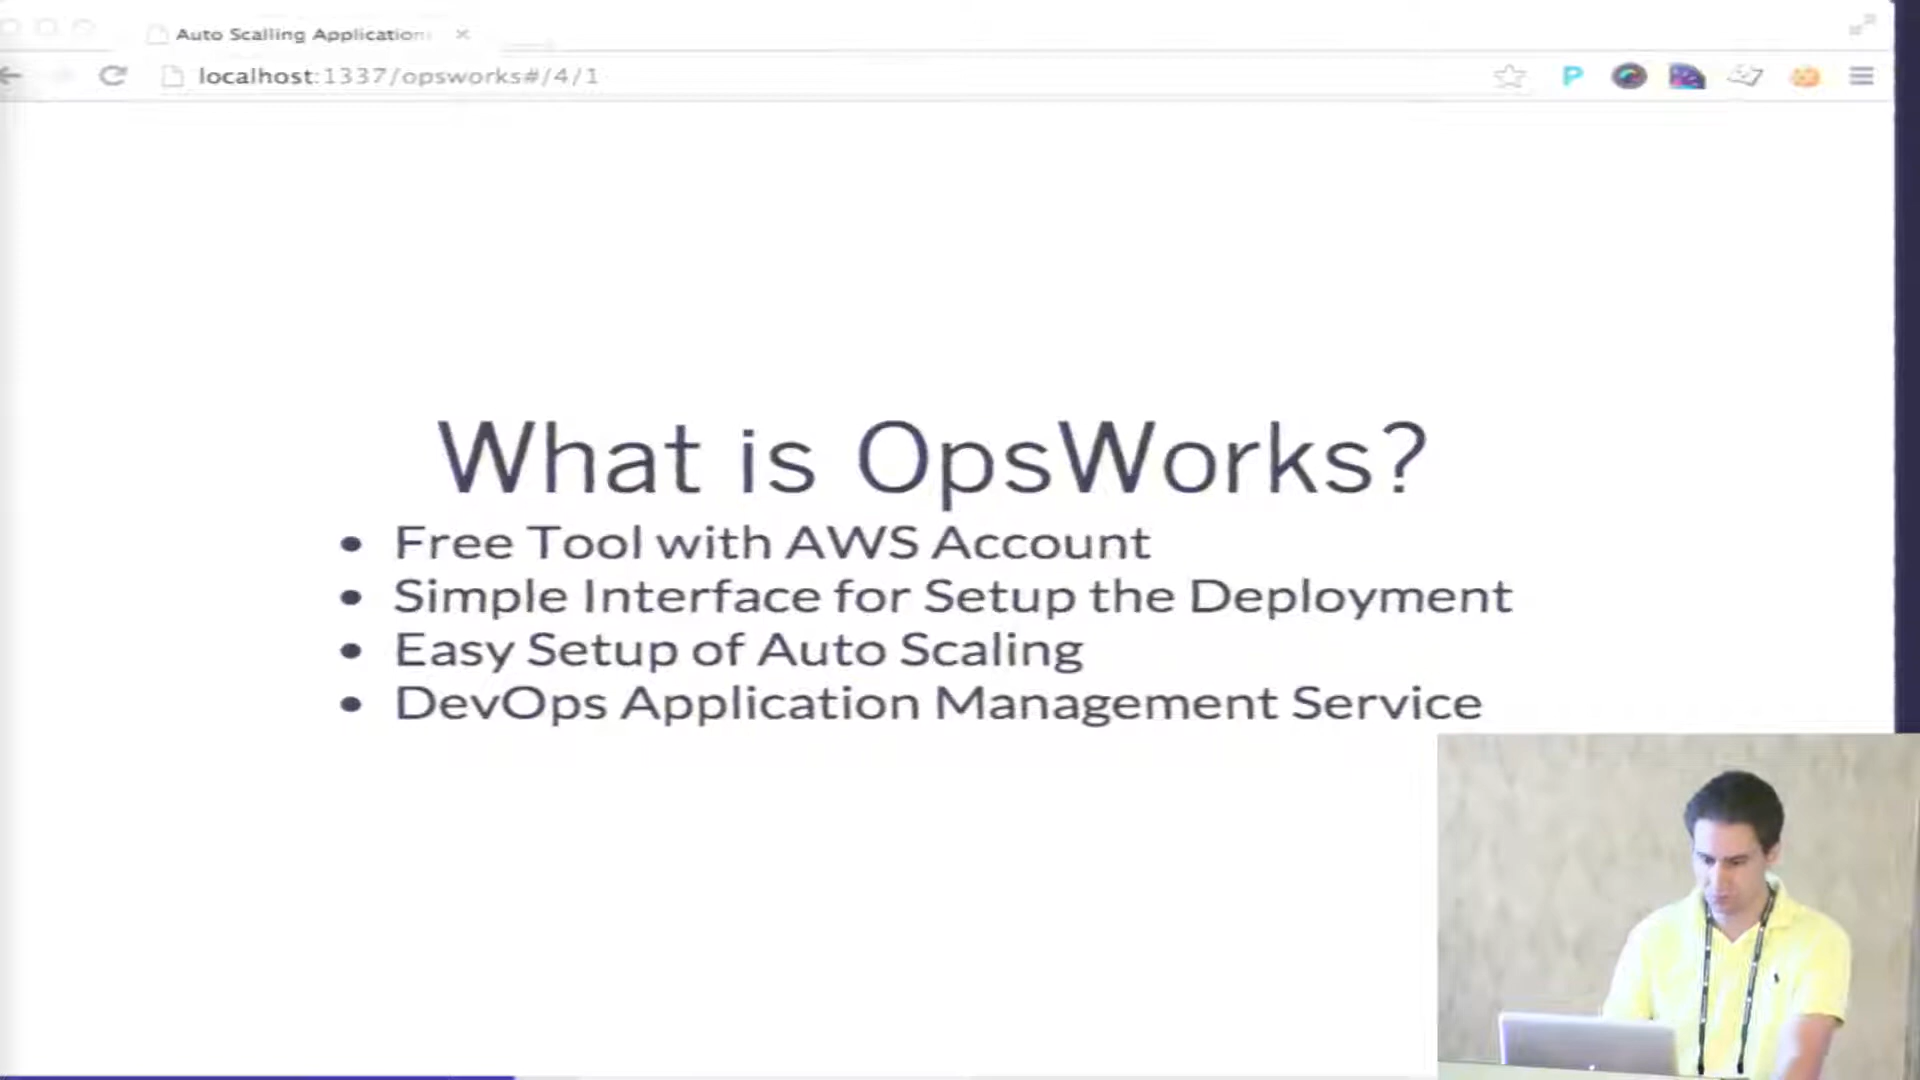 Auto Scalling Application
localhost:1337/opsworks#/4/1
P
What is OpsWorks?
• Free Tool with AWS Account
• Simple Interface for Setup the Deployment
• Easy Setup of Auto Scaling
• DevOps Application Management Service